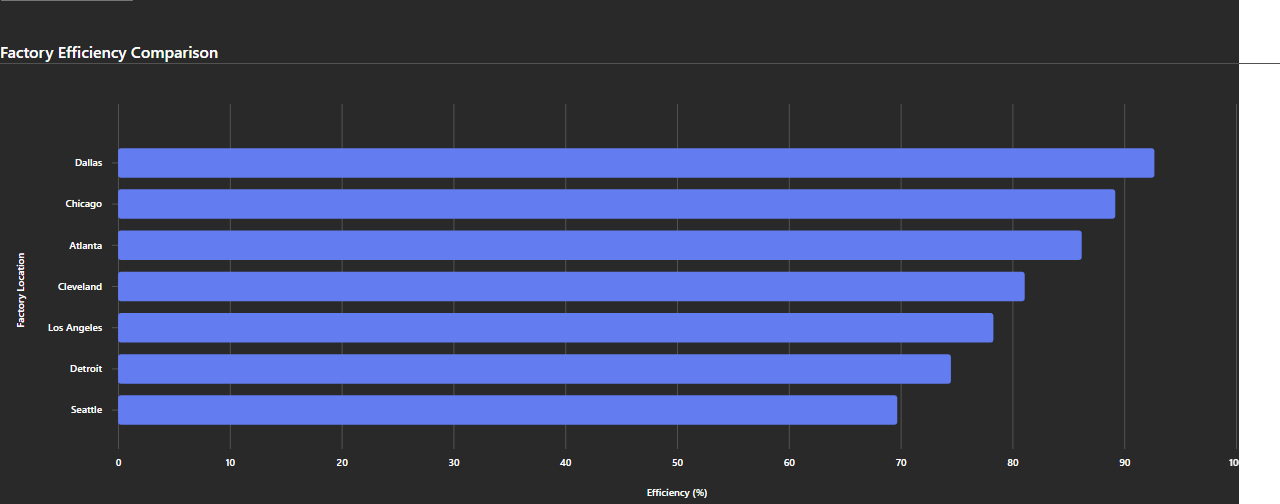 Factory Efficiency Comparison
Factory Location
Dallas
Chicago
Atlanta
Cleveland
Los Angeles
Detroit
Seattle
0 10 20 30 40 50 60 70 80 90 10
Efficiency (%)